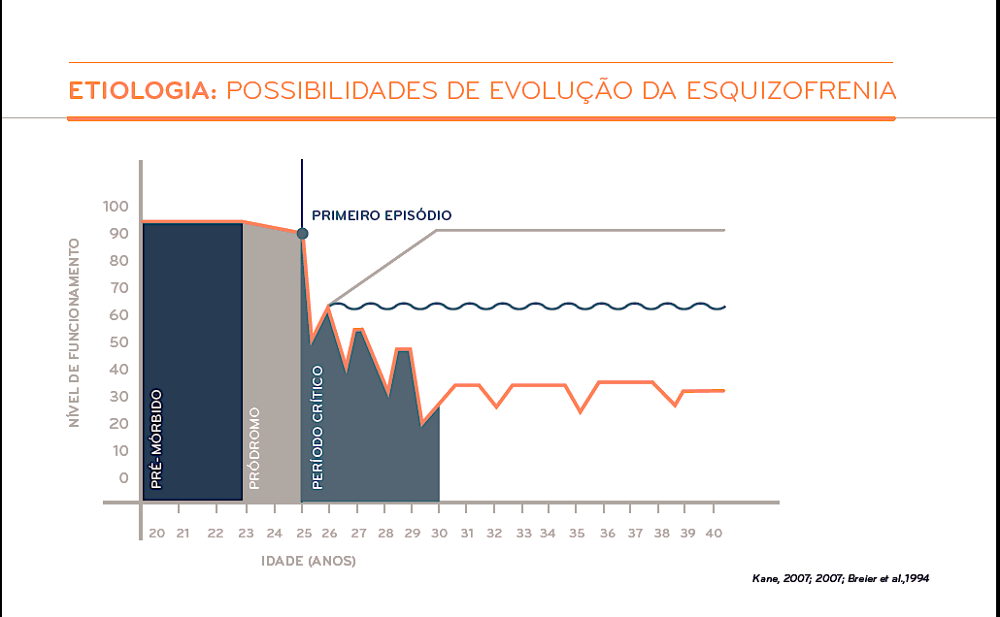 ETIOLOGIA: POSSIBILIDADES DE EVOLUÇÃO DA ESQUIZOFRENIA
PRIMEIRO EPISÓDIO
NÍVEL DE FUNCIONAMENTO
100
90
80
70
60
50
40
30
20
10
0
PRÉ-MÓRBIDO
PRÓDROMO
PERÍODO CRÍTICO
20 21 22 23 24 25 26 27 28 29 30 31 32 33 34 35 36 37 38 39 40
IDADE (ANOS)
Kane, 2007; 2007; Breier et al.,1994